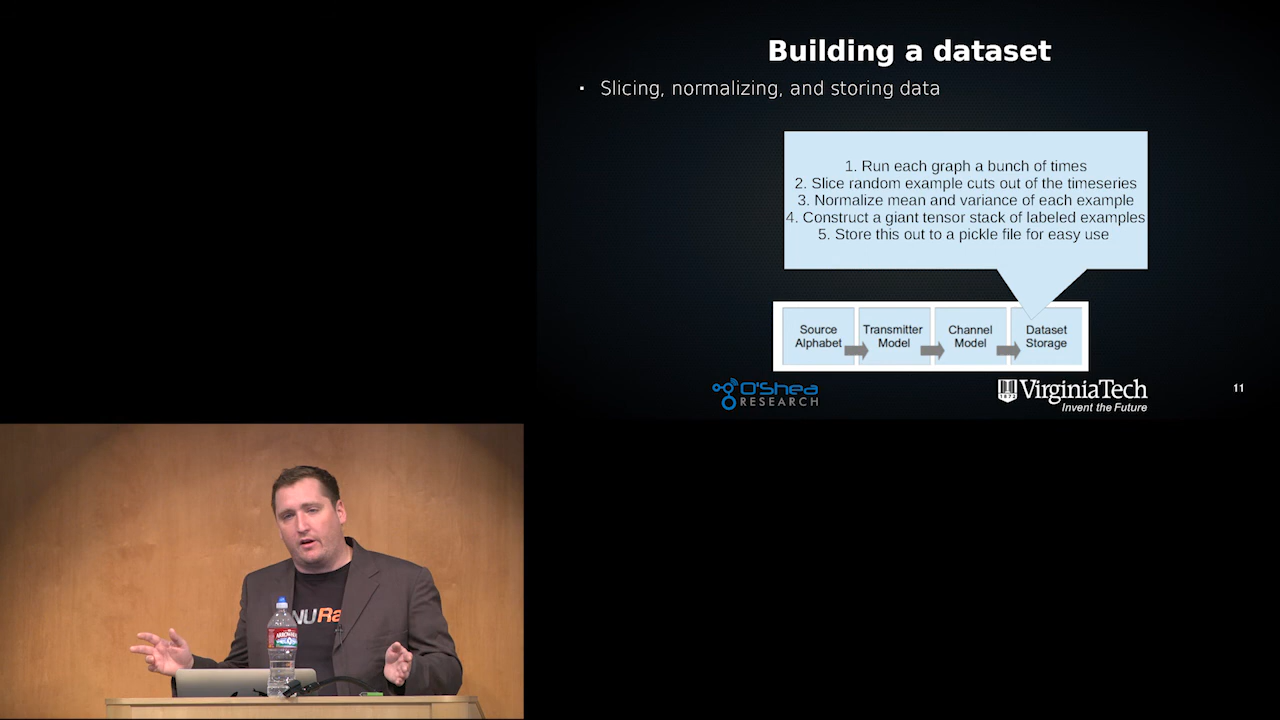 Building a dataset
▪ Slicing, normalizing, and storing data
1. Run each graph a bunch of times
2. Slice random example cuts out of the timeseries
3. Normalize mean and variance of each example
4. Construct a giant tensor stack of labeled examples
5. Store this out to a pickle file for easy use
Source
Alphabet
Transmitter
Model
Channel
Model
Dataset
Storage
O'Shea
RESEARCH
1872
VirginiaTech
Invent the Future
11
NURa
ARROWHEAD